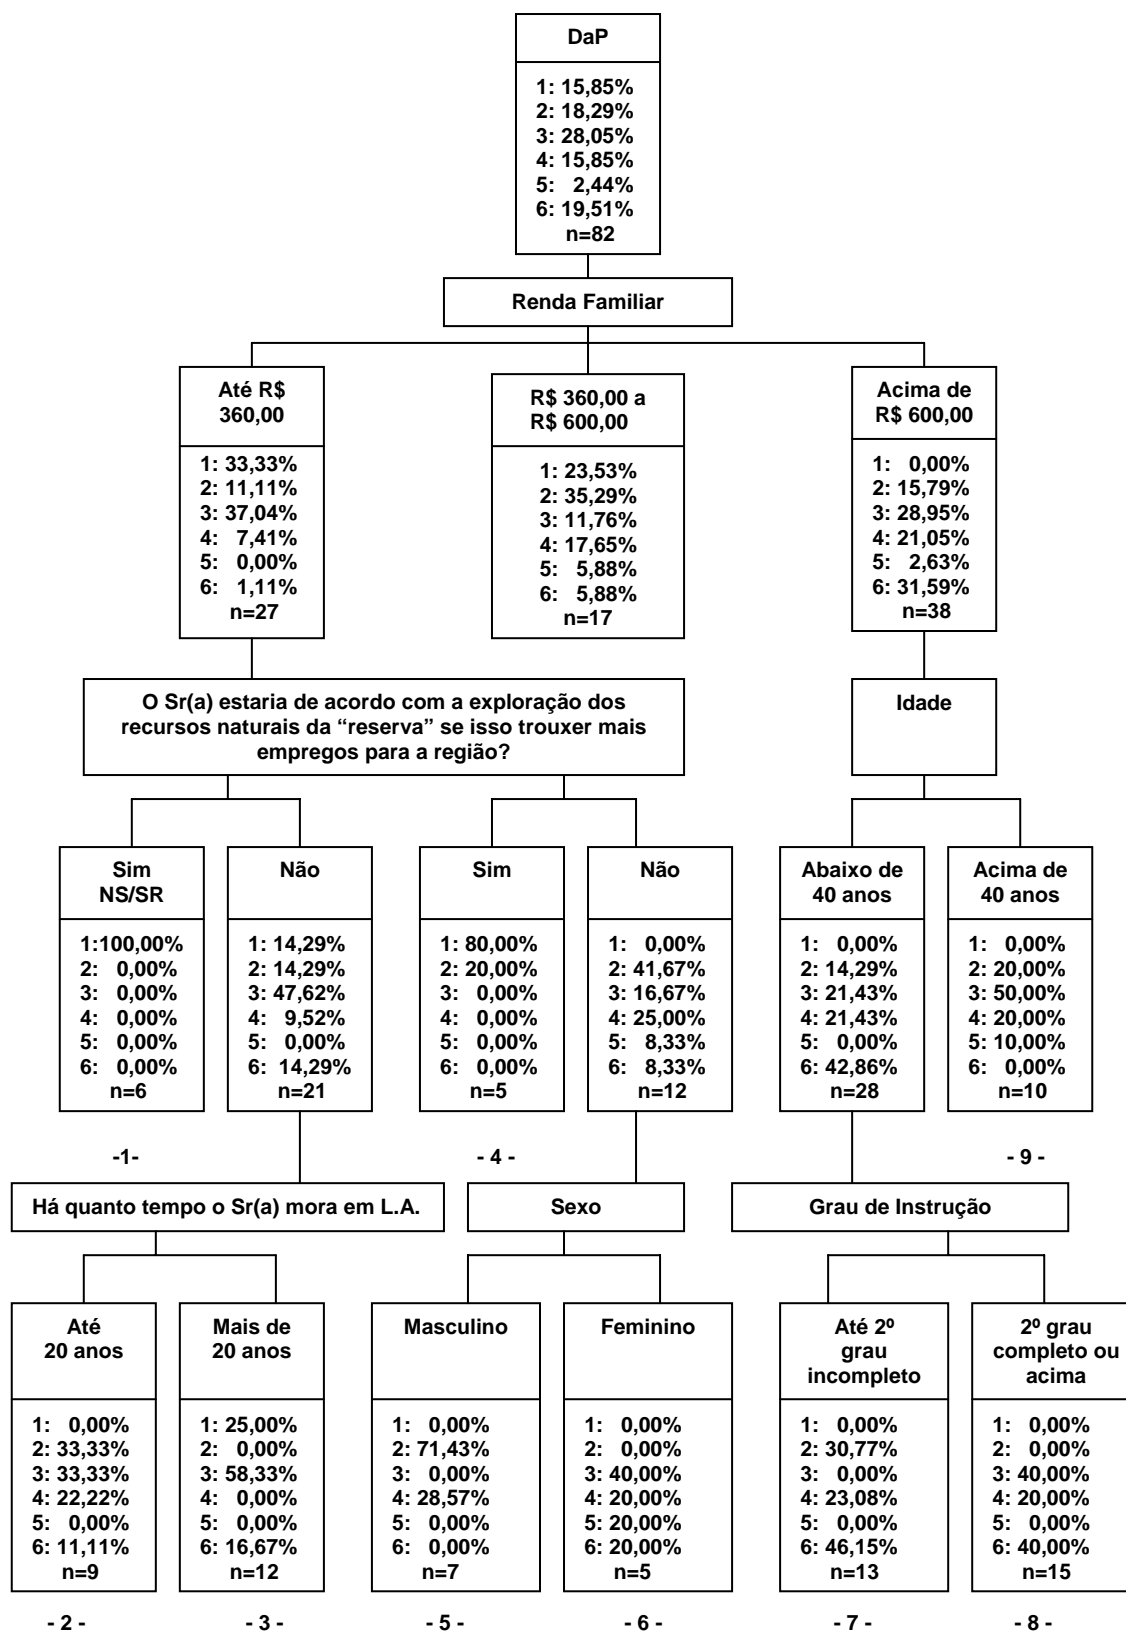 DaP
1: 15,85%
2: 18,29%
3: 28,05%
4: 15,85%
5: 2,44%
6: 19,51%
n=82
Renda Familiar
Até R$
360,00
1: 33,33%
2: 11,11%
3: 37,04%
4: 7,41%
5: 0,00%
6: 1,11%
n=27
R$ 360,00 a
R$ 600,00
1: 23,53%
2: 35,29%
3: 11,76%
4: 17,65%
5: 5,88%
6: 5,88%
n=17
Acima de
R$ 600,00
1: 0,00%
2: 15,79%
3: 28,95%
4: 21,05%
5: 2,63%
6: 31,59%
n=38
O Sr(a) estaria de acordo com a exploração dos
recursos naturais da “reserva” se isso trouxer mais
empregos para a região?
Idade
Sim
NS/SR
1:100,00%
2: 0,00%
3: 0,00%
4: 0,00%
5: 0,00%
6: 0,00%
n=6
Não
1: 14,29%
2: 14,29%
3: 47,62%
4: 9,52%
5: 0,00%
6: 14,29%
n=21
Sim
1: 80,00%
2: 20,00%
3: 0,00%
4: 0,00%
5: 0,00%
6: 0,00%
n=5
Não
1: 0,00%
2: 41,67%
3: 16,67%
4: 25,00%
5: 8,33%
6: 8,33%
n=12
Abaixo de
40 anos
1: 0,00%
2: 14,29%
3: 21,43%
4: 21,43%
5: 0,00%
6: 42,86%
n=28
Acima de
40 anos
1: 0,00%
2: 20,00%
3: 50,00%
4: 20,00%
5: 10,00%
6: 0,00%
n=10
-1-
- 4 -
- 9 -
Há quanto tempo o Sr(a) mora em L.A.
Sexo
Grau de Instrução
Até
20 anos
1: 0,00%
2: 33,33%
3: 33,33%
4: 22,22%
5: 0,00%
6: 11,11%
n=9
Mais de
20 anos
1: 25,00%
2: 0,00%
3: 58,33%
4: 0,00%
5: 0,00%
6: 16,67%
n=12
Masculino
1: 0,00%
2: 71,43%
3: 0,00%
4: 28,57%
5: 0,00%
6: 0,00%
n=7
Feminino
1: 0,00%
2: 0,00%
3: 40,00%
4: 20,00%
5: 20,00%
6: 20,00%
n=5
Até 2º
grau
incompleto
1: 0,00%
2: 30,77%
3: 0,00%
4: 23,08%
5: 0,00%
6: 46,15%
n=13
2º grau
completo ou
acima
1: 0,00%
2: 0,00%
3: 40,00%
4: 20,00%
5: 0,00%
6: 40,00%
n=15
- 2 -
- 3 -
- 5 -
- 6 -
- 7 -
- 8 -